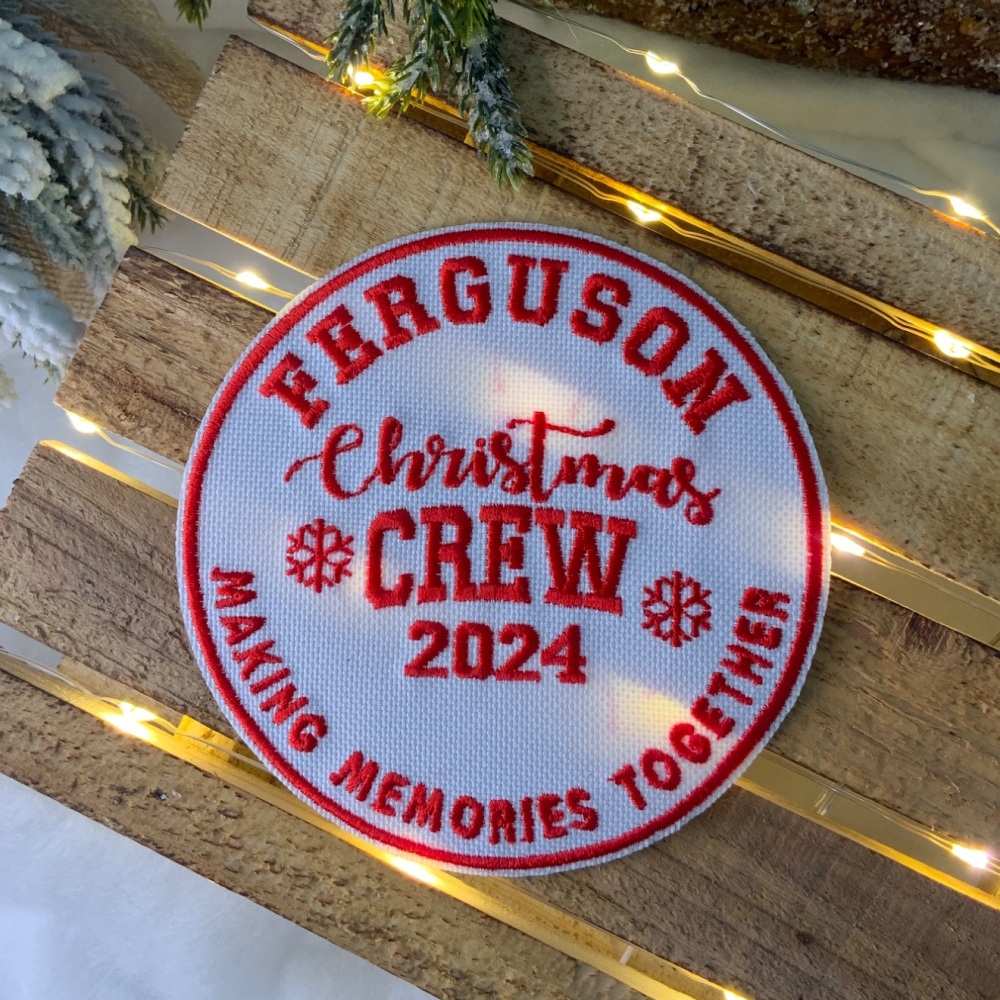 FERGUSON
Christmas
CREW
2024
MAKING MEMORIES TOGETHER